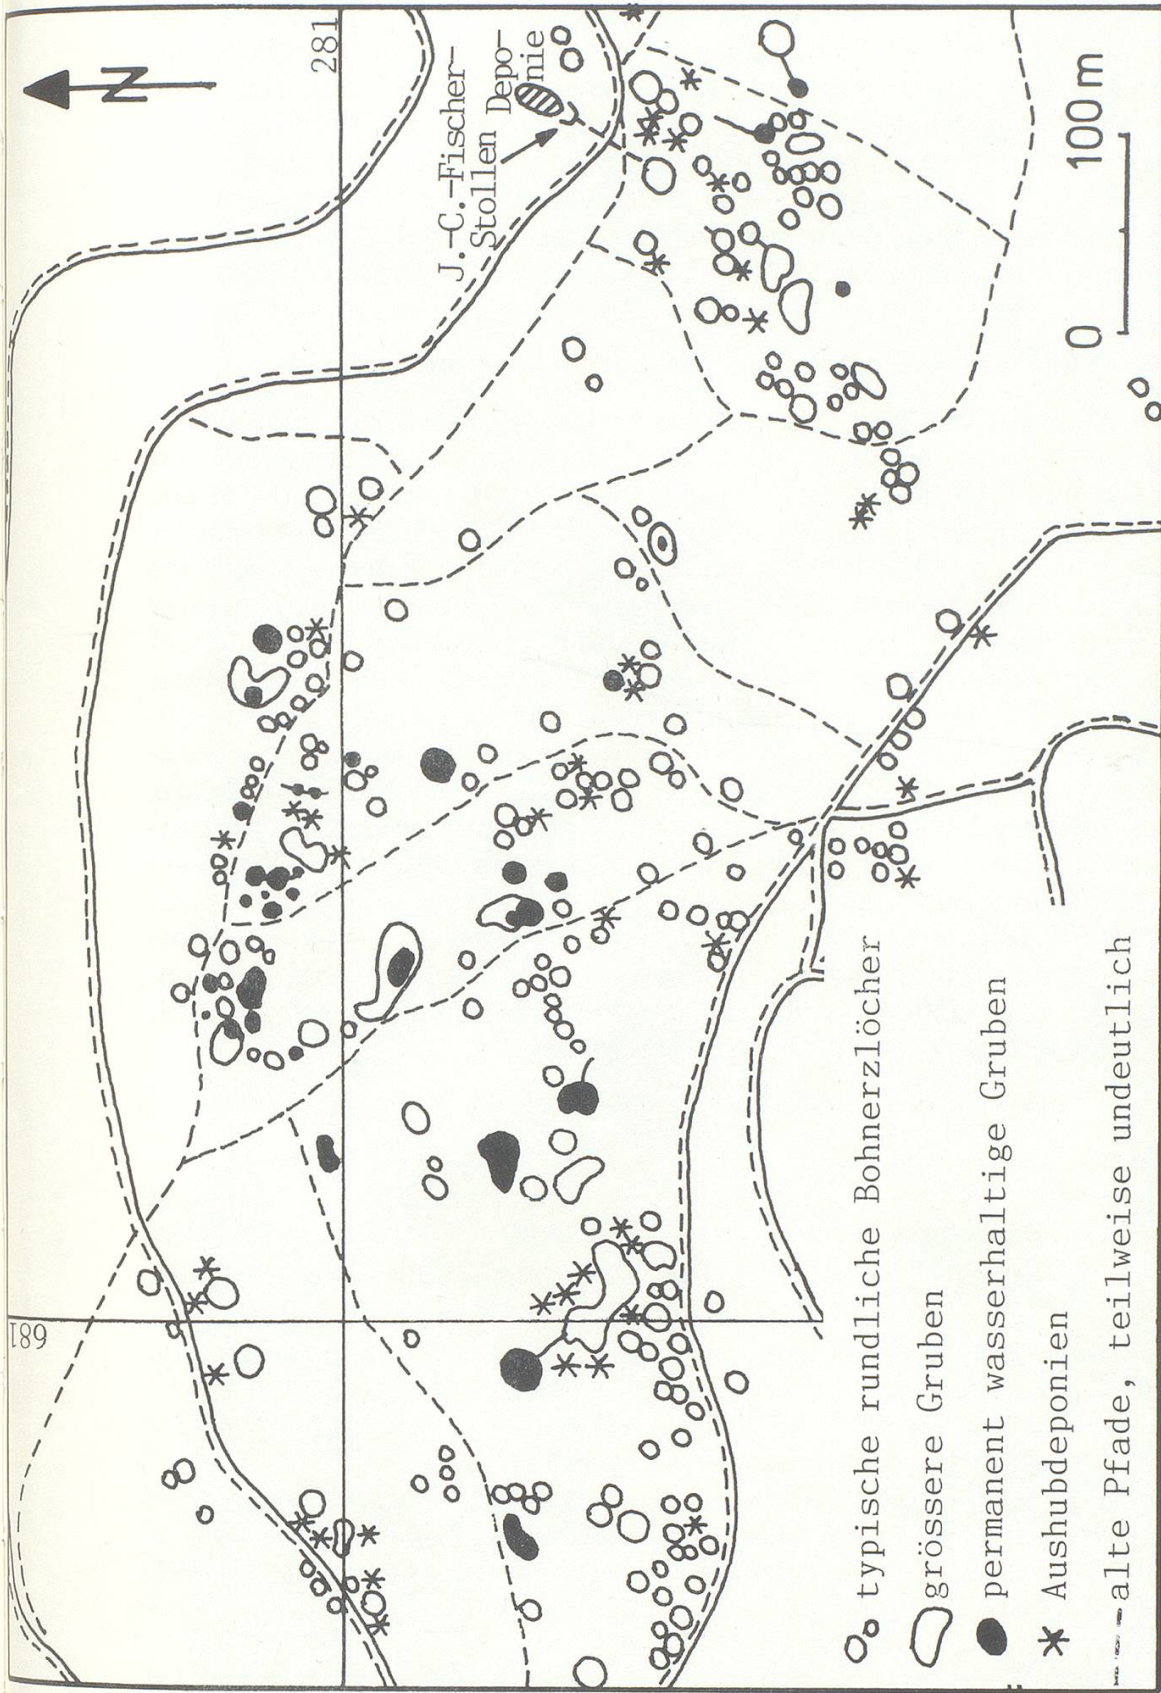 N
281
J.-C.-Fischer-
Stollen Depo-
nie
681
0 100 m
typische rundliche Bohnerzlöcher
grössere Gruben
permanent wasserhaltige Gruben
Aushubdeponien
alte Pfade, teilweise undeutlich